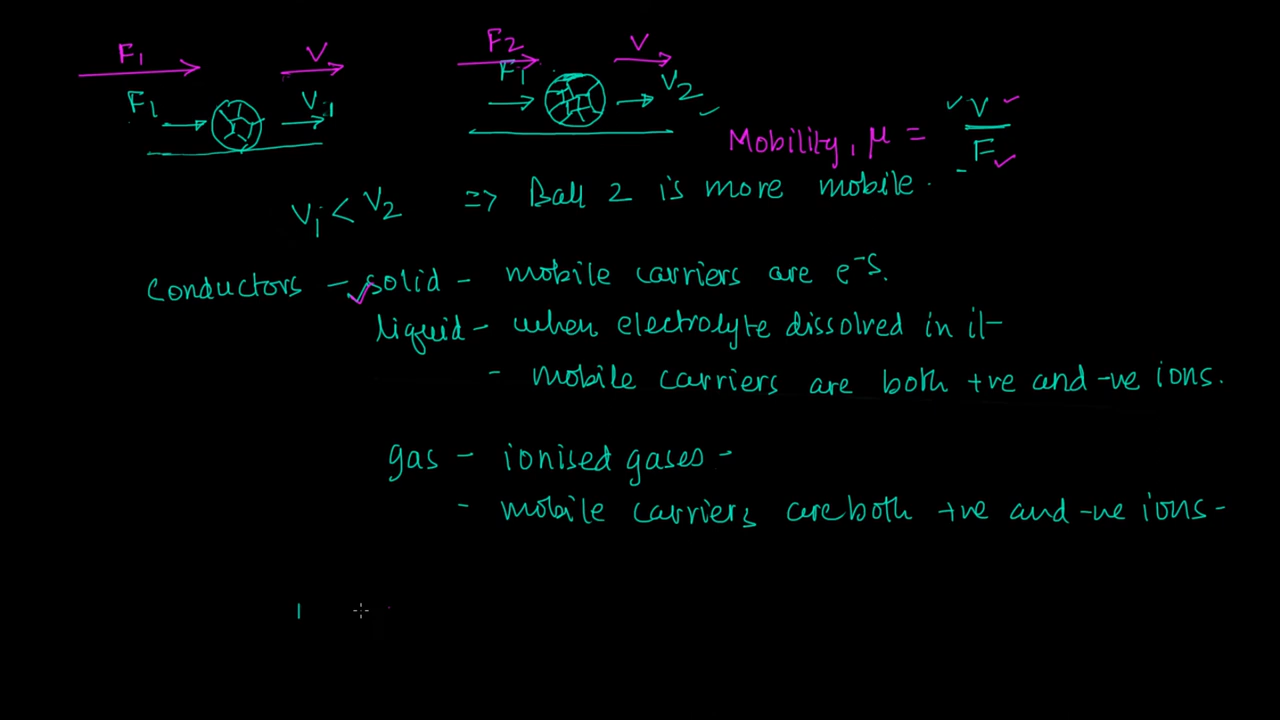 F1 V F2 V
F1 V1 F1 V2
Mobility, μ = V/F
V1 < V2 => Ball 2 is more mobile.
conductors - solid - mobile carriers are e-s.
liquid - when electrolyte dissolved in it
- mobile carriers are both +ve and -ve ions.
gas - ionised gases -
- mobile carriers are both +ve and -ve ions -